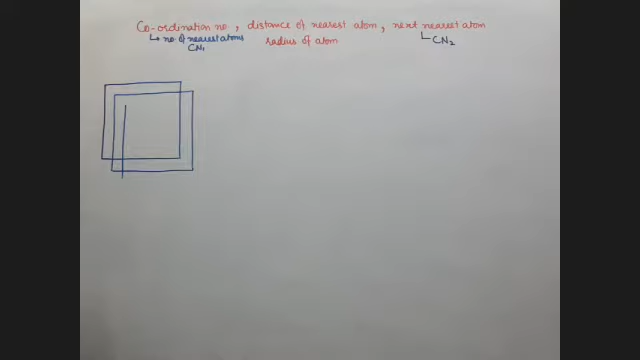 Co-ordination no, distance of nearest atom, next nearest atom
↳ no. of nearest atoms radius of atom CN2
CN1